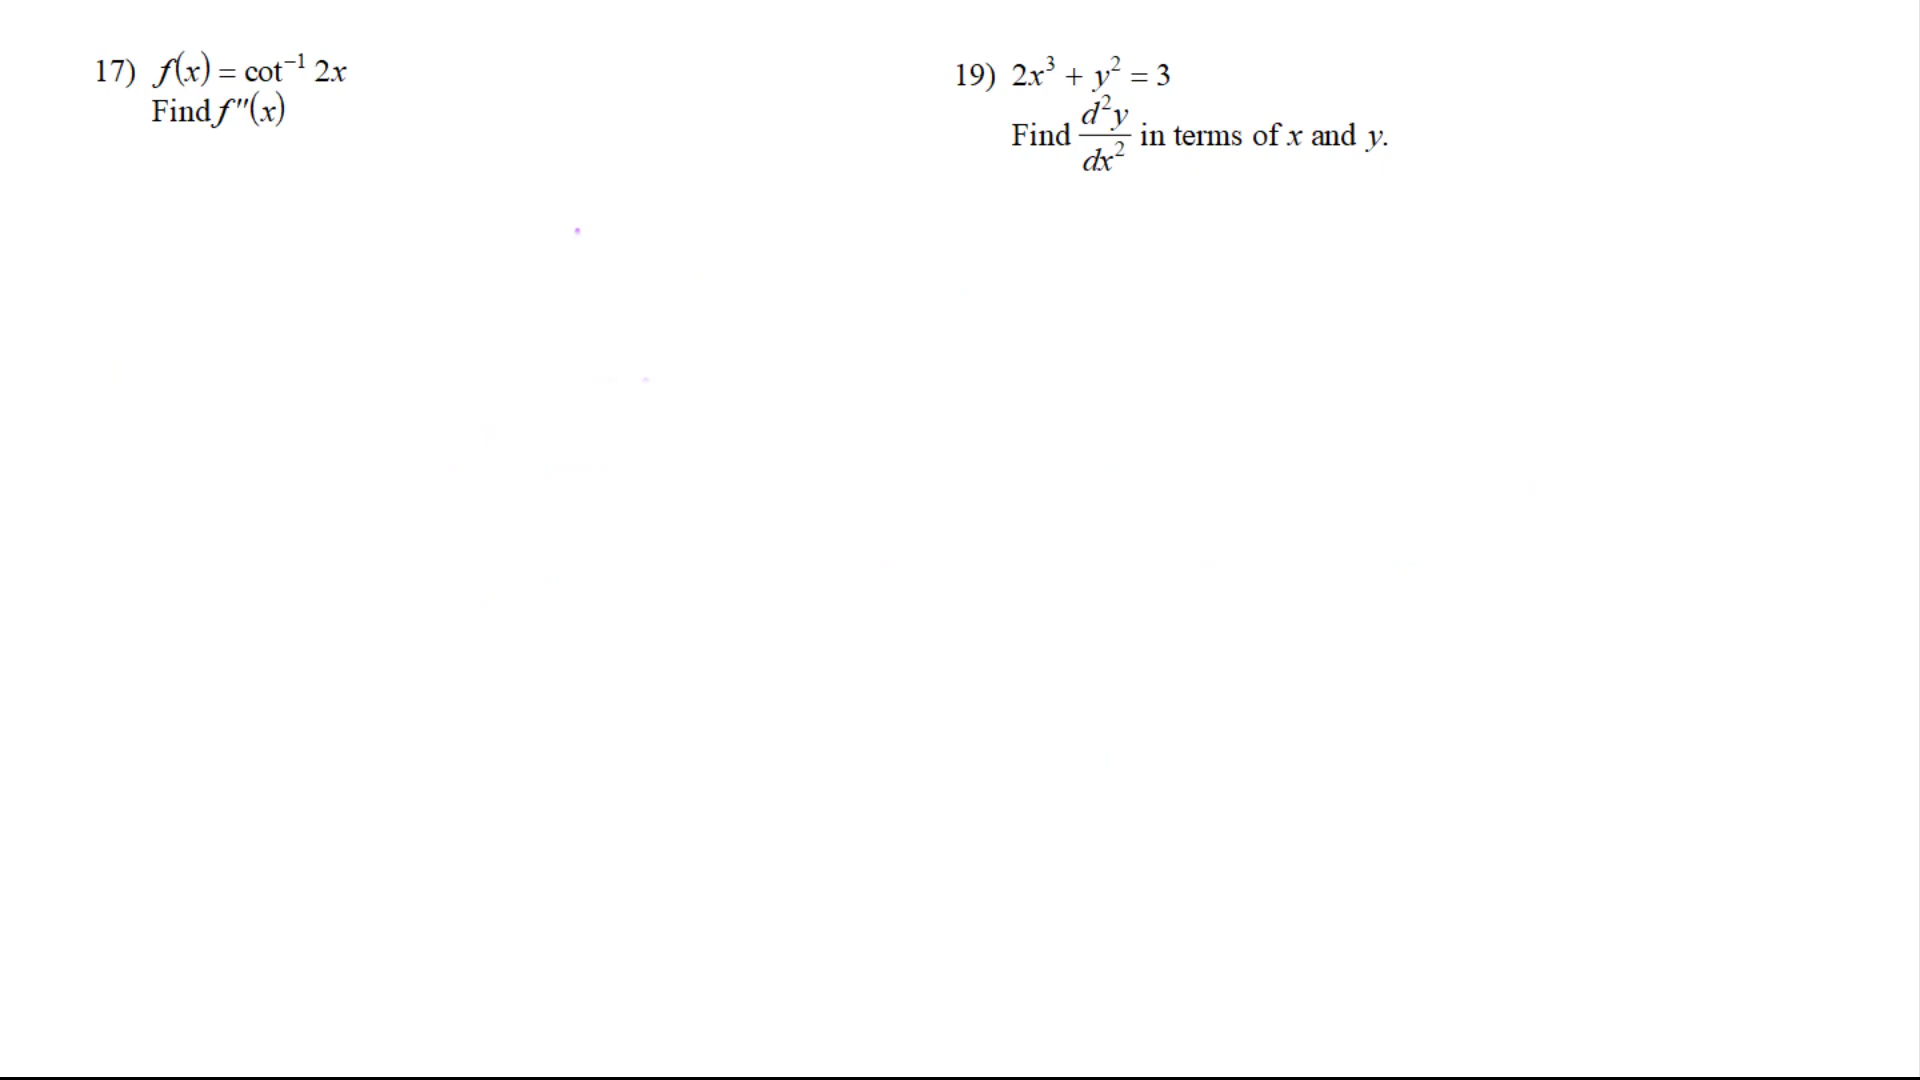 17) f(x) = cot⁻¹ 2x
Find f″(x)
19) 2x³ + y² = 3
Find d²y/dx² in terms of x and y.